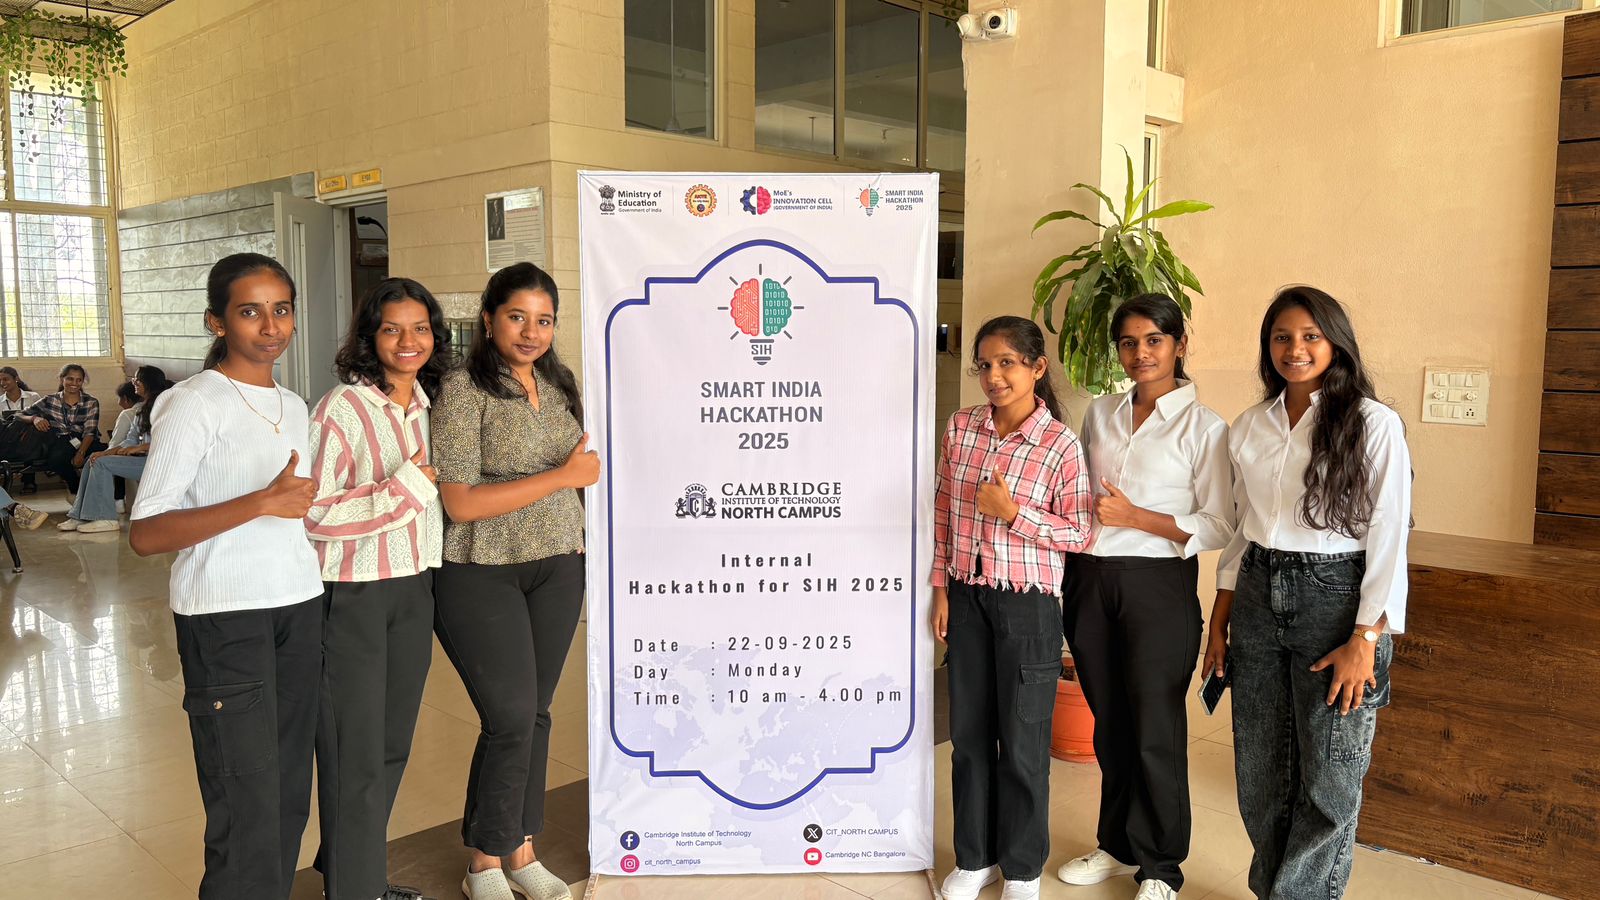 Ministry of
Education
Government of India
AICTE
MoE's
INNOVATION CELL
(GOVERNMENT OF INDIA)
SMART INDIA
HACKATHON
2025
SIH
SMART INDIA
HACKATHON
2025
CAMBRIDGE
INSTITUTE OF TECHNOLOGY
NORTH CAMPUS
Internal
Hackathon for SIH 2025
Date : 22-09-2025
Day : Monday
Time : 10 am - 4.00 pm
Cambridge Institute of Technology
North Campus
cit_north_campus
CIT_NORTH CAMPUS
Cambridge NC Bangalore